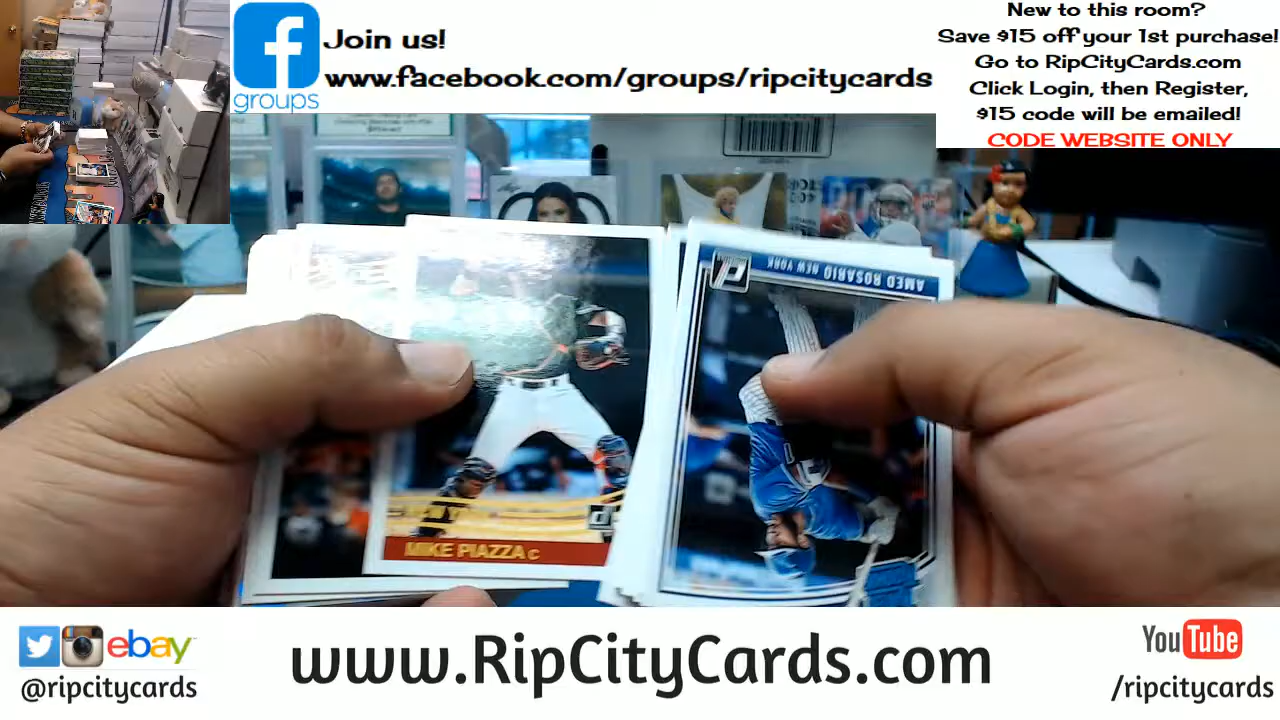 Join us!
www.facebook.com/groups/ripcitycards
groups
New to this room?
Save $15 off your 1st purchase!
Go to RipCityCards.com
Click Login, then Register,
$15 code will be emailed!
CODE WEBSITE ONLY
AMED ROSARIO NEW YORK
MIKE PIAZZA C
ebay
@ripcitycards
www.RipCityCards.com
YouTube
/ripcitycards